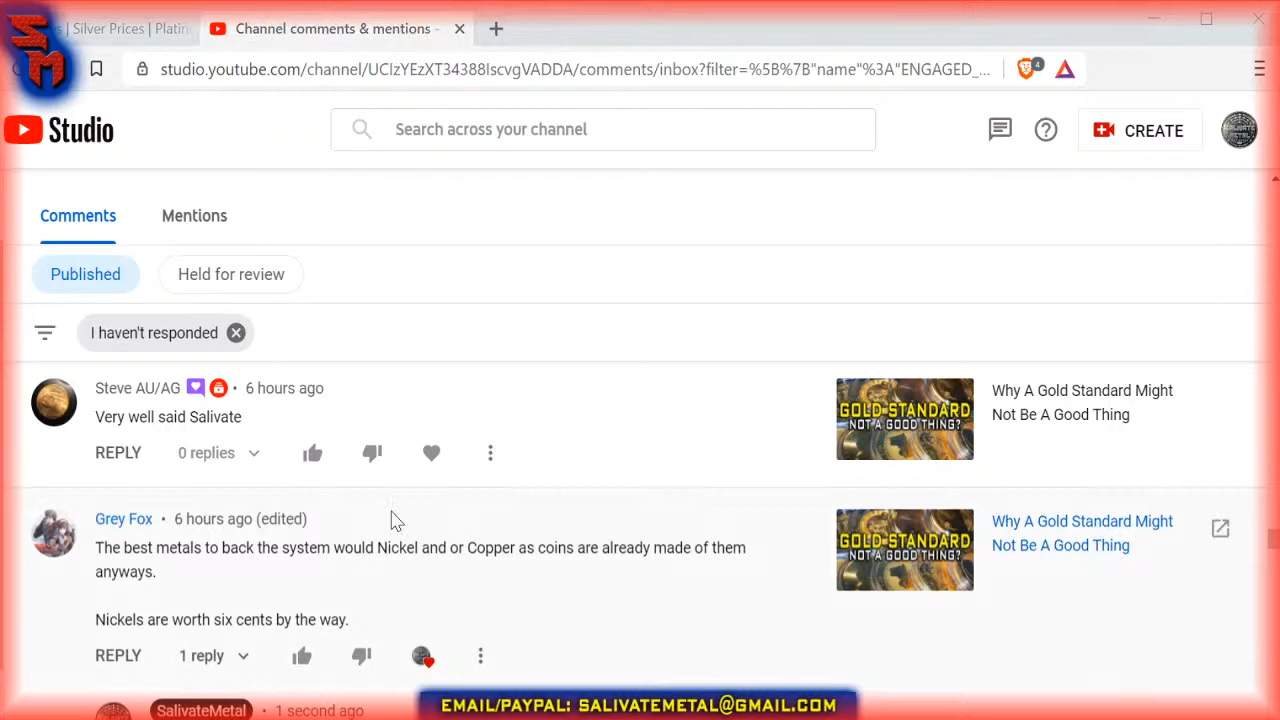 SM
s | Silver Prices | Platin
Channel comments & mentions -
studio.youtube.com/channel/UCIzYEzXT34388IscvgVADDA/comments/inbox?filter=%5B%7B"name"%3A"ENGAGED_...
4
Studio
Search across your channel
CREATE
Comments
Mentions
Published
Held for review
I haven't responded
Steve AU/AG • 6 hours ago
Very well said Salivate
REPLY
0 replies
GOLD STANDARD
NOT A GOOD THING?
Why A Gold Standard Might
Not Be A Good Thing
Grey Fox • 6 hours ago (edited)
The best metals to back the system would Nickel and or Copper as coins are already made of them
anyways.
Nickels are worth six cents by the way.
REPLY
1 reply
GOLD STANDARD
NOT A GOOD THING?
Why A Gold Standard Might
Not Be A Good Thing
SalivateMetal • 1 second ago
EMAIL/PAYPAL: SALIVATEMETAL@GMAIL.COM